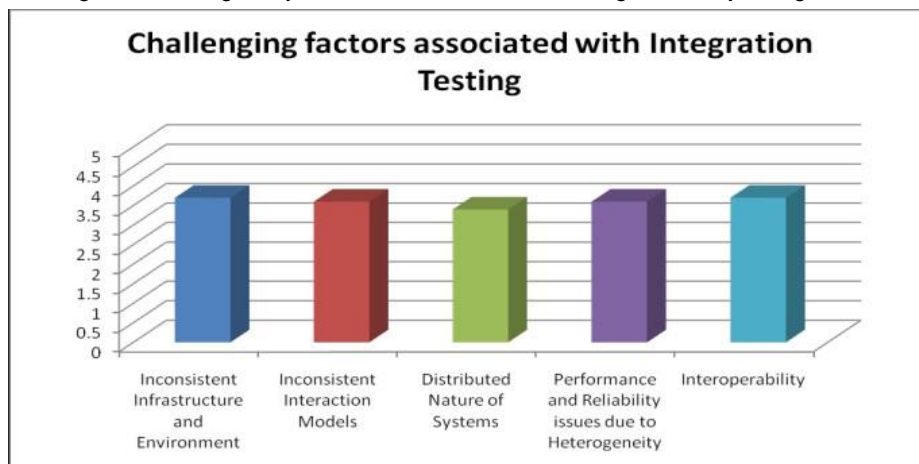 Challenging factors associated with Integration
Testing
5
4.5
4
3.5
3
2.5
2
1.5
1
0.5
0
Inconsistent
Infrastructure
and
Environment
Inconsistent
Interaction
Models
Distributed
Nature of
Systems
Performance
and Reliability
issues due to
Heterogeneity
Interoperability